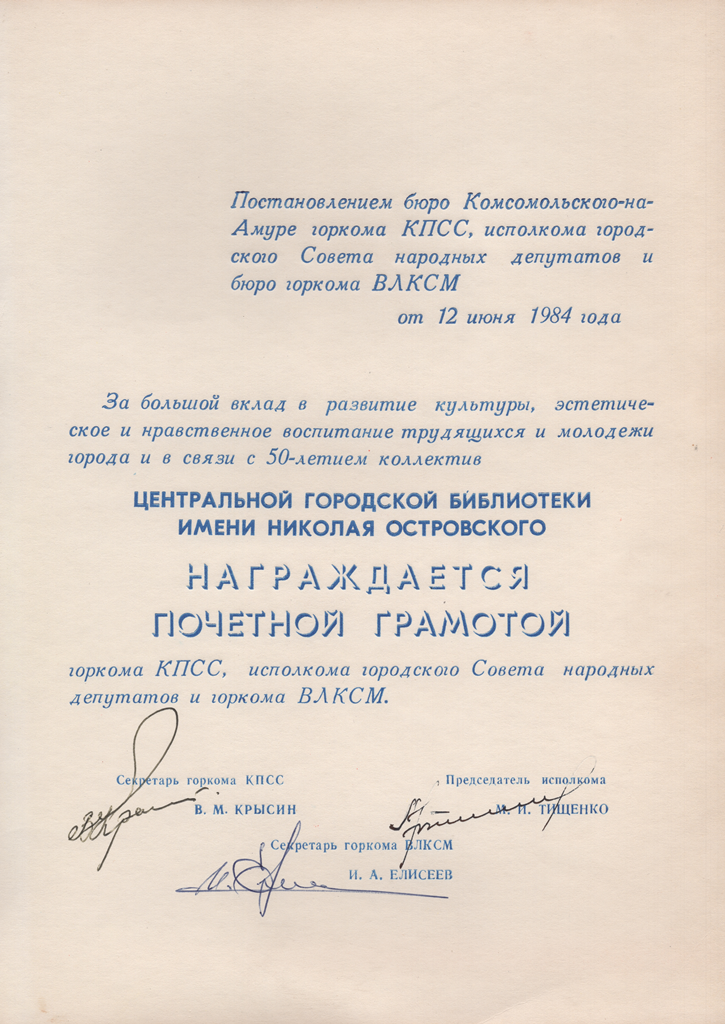 Постановлением бюро Комсомольского-на-
Амуре горкома КПСС, исполкома город-
ского Совета народных депутатов и
бюро горкома ВЛКСМ
от 12 июня 1984 года
За большой вклад в развитие культуры, эстетиче-
ское и нравственное воспитание трудящихся и молодежи
города и в связи с 50-летием коллектив
ЦЕНТРАЛЬНОЙ ГОРОДСКОЙ БИБЛИОТЕКИ
ИМЕНИ НИКОЛАЯ ОСТРОВСКОГО
НАГРАЖДАЕТСЯ
ПОЧЕТНОЙ ГРАМОТОЙ
горкома КПСС, исполкома городского Совета народных
депутатов и горкома ВЛКСМ.
Секретарь горкома КПСС
В. М. КРЫСИН
Председатель исполкома
М. И. ТИЩЕНКО
Секретарь горкома ВЛКСМ
И. А. ЕЛИСЕЕВ